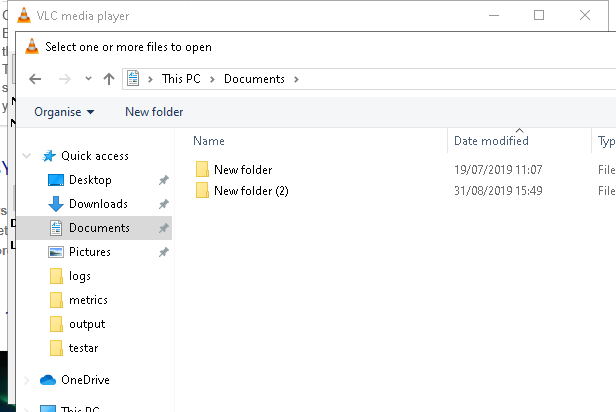 VLC media player
Select one or more files to open
This PC > Documents >
Organise New folder
Name Date modified Typ
Quick access
New folder 19/07/2019 11:07 File
Desktop
New folder (2) 31/08/2019 15:49 File
Downloads
Documents
Pictures
logs
metrics
output
testar
OneDrive
This PC